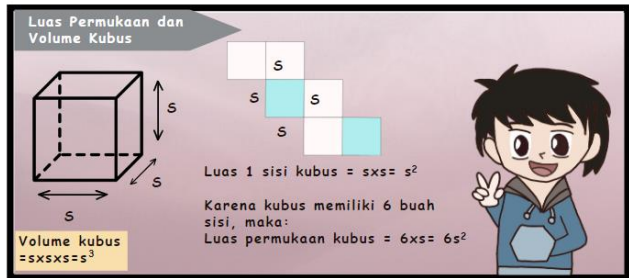 Luas Permukaan dan
Volume Kubus
S
S
S
S
S
S
S
Luas 1 sisi kubus = sxs= s²
Karena kubus memiliki 6 buah
sisi, maka:
Luas permukaan kubus = 6xs= 6s²
Volume kubus
=sxsxs=s³